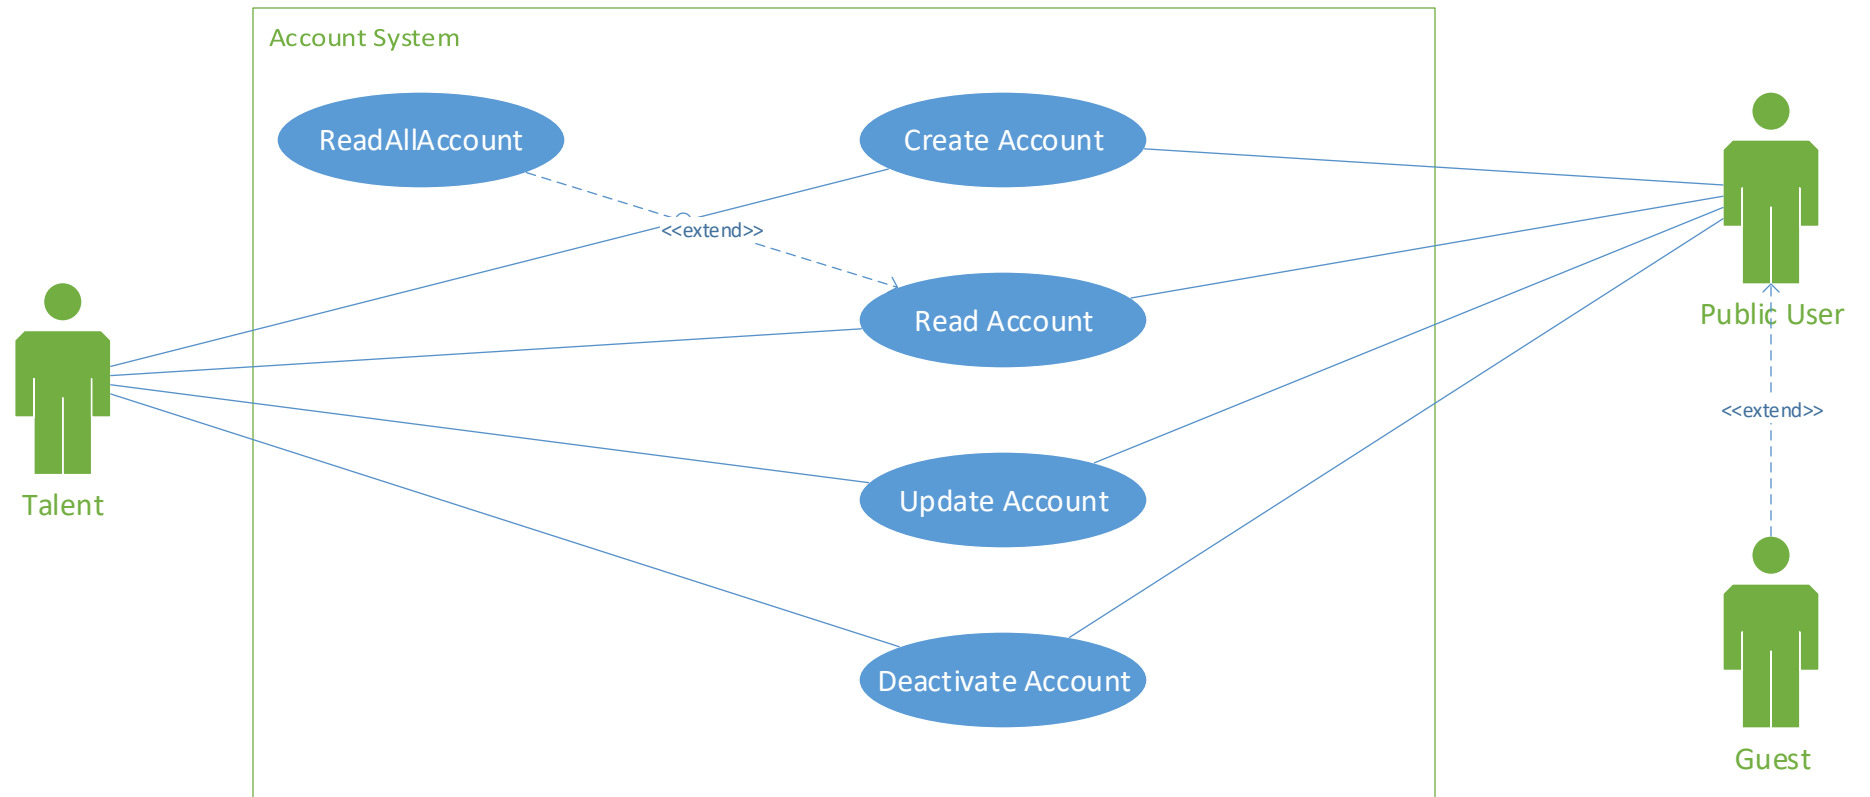 Account System
ReadAllAccount
Create Account
<<extend>>
Read Account
Public User
<<extend>>
Talent
Update Account
Deactivate Account
Guest